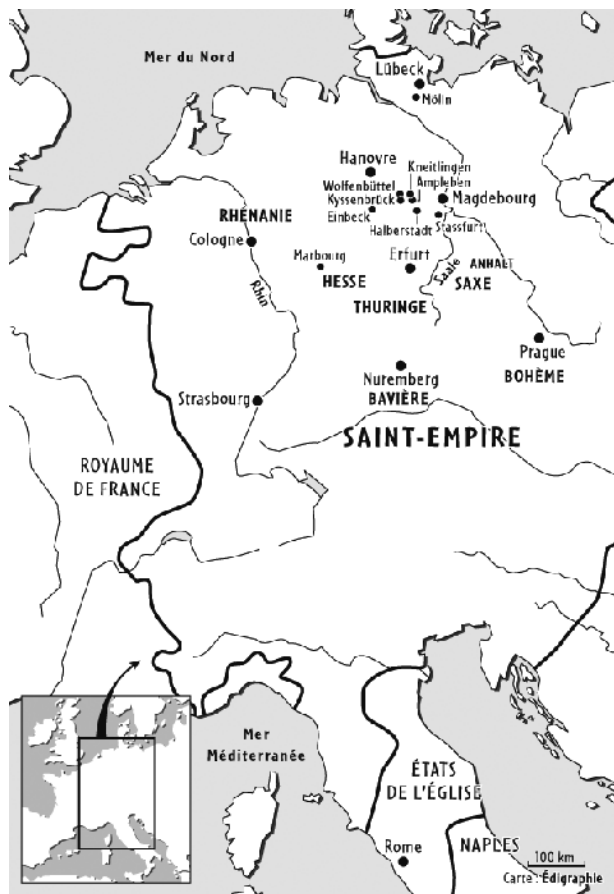 Mer du Nord
Lübeck
Mölln
Kneitlingen
Hanovre
Ampleben
Wolfenbüttel
Kyssenbrück
Magdebourg
RHÉNANIE
Einbeck
Halberstadt
Stassfurt
Cologne
Marbourg
Erfurt
HESSE
Saale
ANHALT
SAXE
Rhin
THURINGE
Prague
Nuremberg
BOHÈME
BAVIÈRE
Strasbourg
SAINT-EMPIRE
ROYAUME
DE FRANCE
Mer
Méditerranée
ÉTATS
DE L'ÉGLISE
Rome
NAPLES
100 km
Carte : Édigraphie